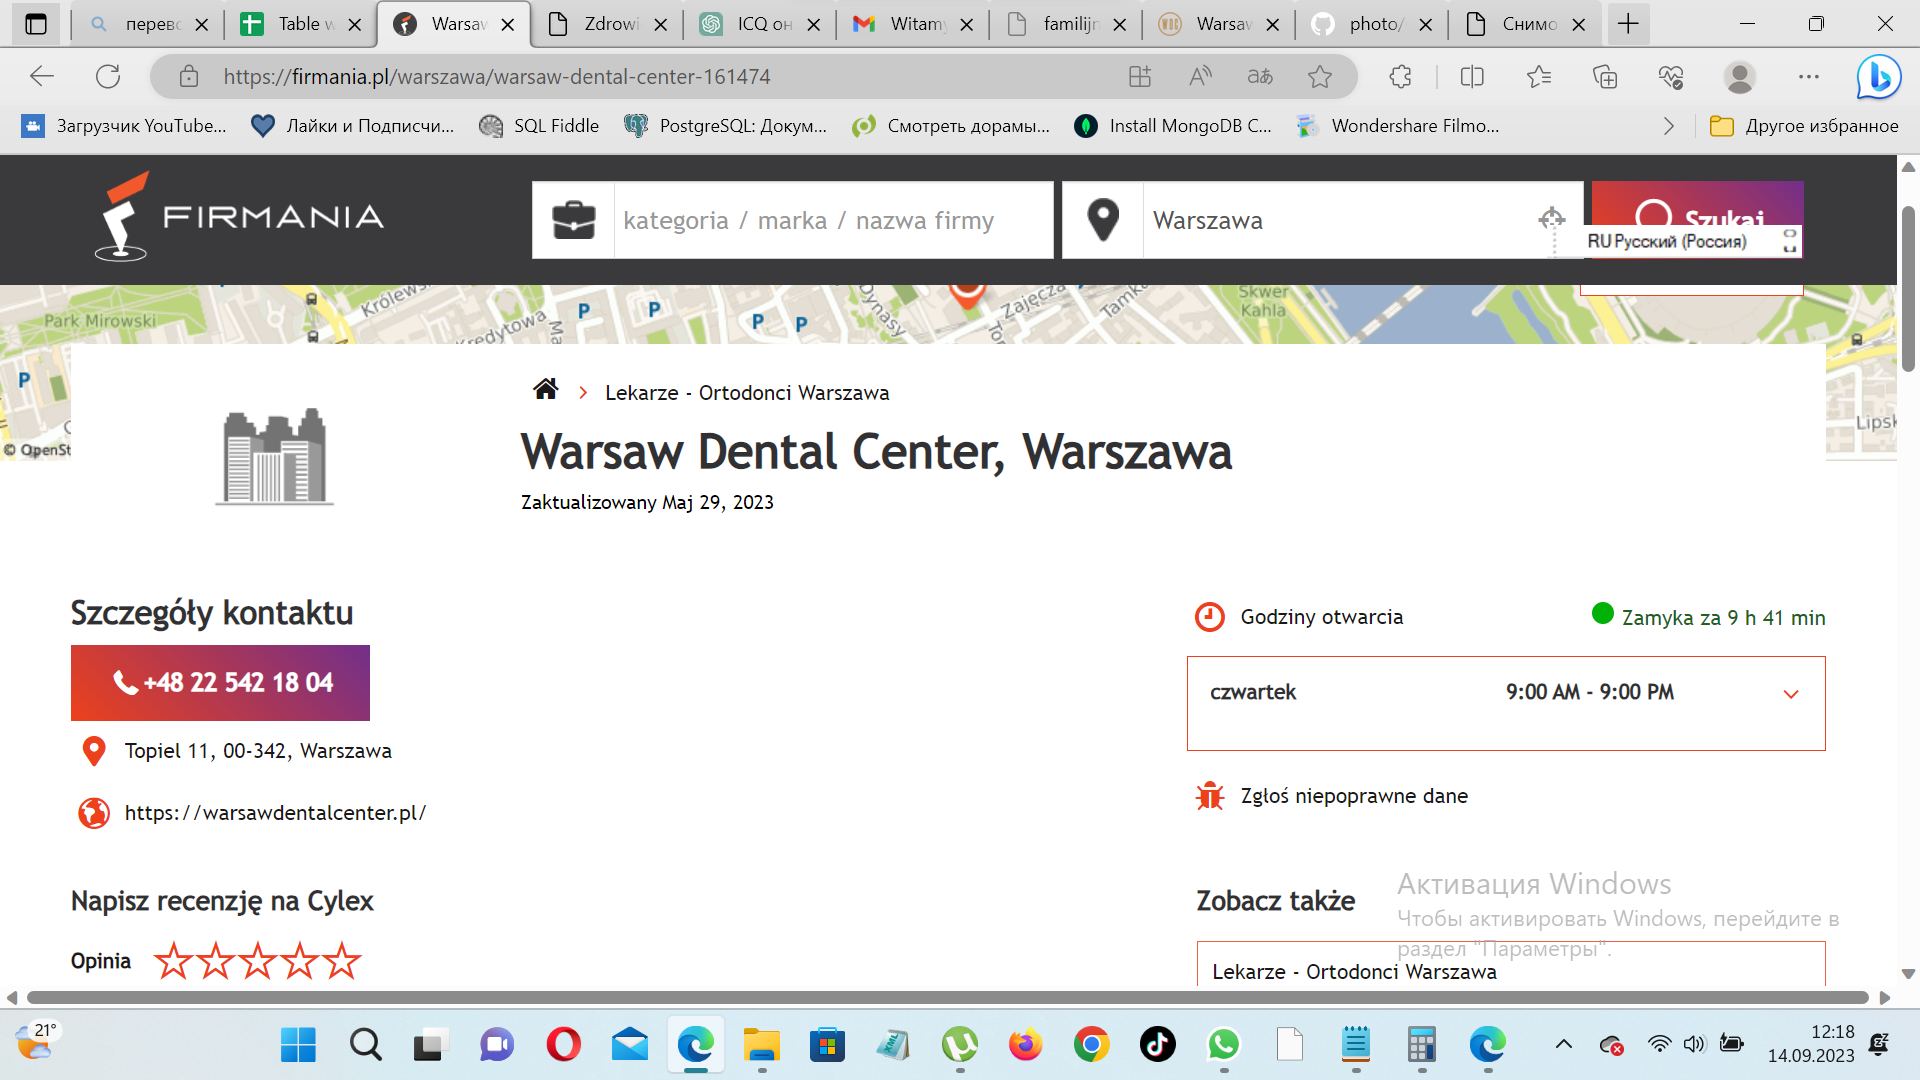 перево
Table w
Warsaw
Zdrowi
ICQ он
Witamy
familijn
Warsaw
photo/
Снимо
https://firmania.pl/warszawa/warsaw-dental-center-161474
Загрузчик YouTube...
Лайки и Подписчи...
SQL Fiddle
PostgreSQL: Докум...
Смотреть дорамы...
Install MongoDB C...
Wondershare Filmo...
Другое избранное
FIRMANIA
kategoria / marka / nazwa firmy
Warszawa
Szukaj
RU Русский (Россия)
Park Mirowski
Królews
Kredytowa
Dynasy
Zajęcza
Tamka
Skwer
Kahla
Lipsk
© OpenSt
Lekarze - Ortodonci Warszawa
Warsaw Dental Center, Warszawa
Zaktualizowany Maj 29, 2023
Szczegóły kontaktu
+48 22 542 18 04
Topiel 11, 00-342, Warszawa
https://warsawdentalcenter.pl/
Godziny otwarcia
Zamyka za 9 h 41 min
czwartek 9:00 AM - 9:00 PM
Zgłoś niepoprawne dane
Napisz recenzję na Cylex
Opinia
Zobacz także
Lekarze - Ortodonci Warszawa
Активация Windows
Чтобы активировать Windows, перейдите в
раздел "Параметры".
21°
12:18
14.09.2023